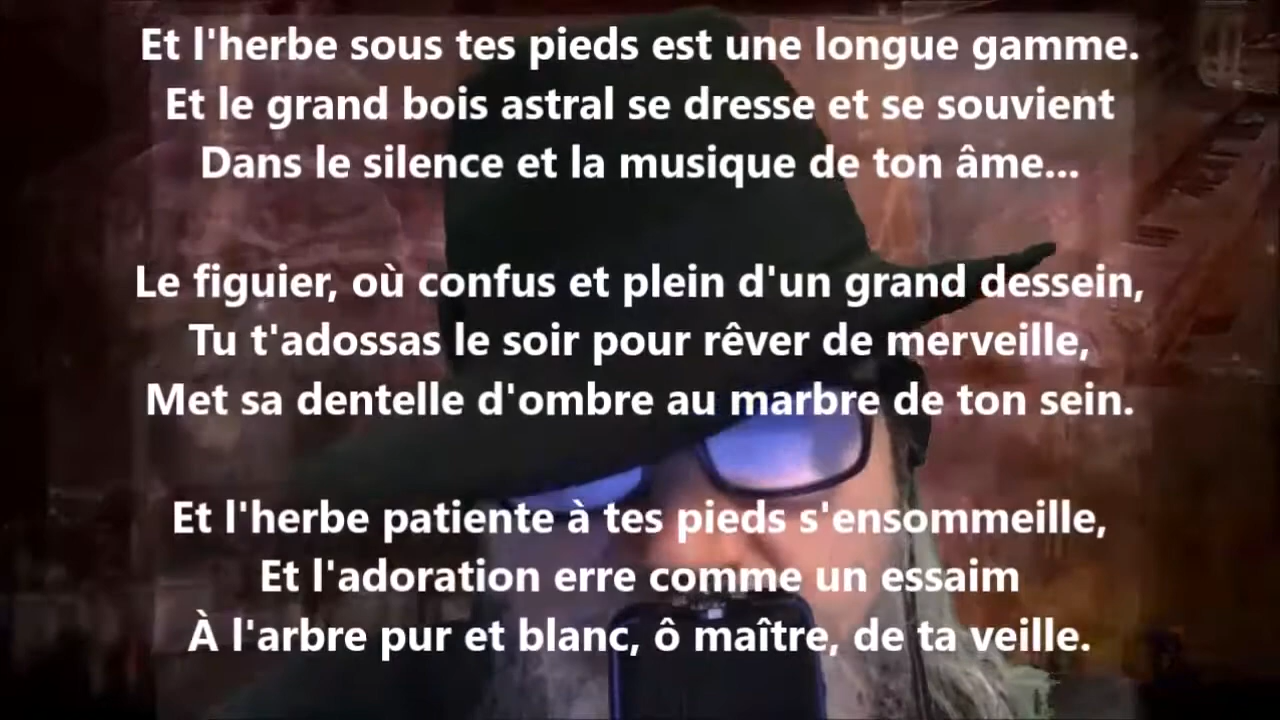 Et l'herbe sous tes pieds est une longue gamme.
Et le grand bois astral se dresse et se souvient
Dans le silence et la musique de ton âme...
Le figuier, où confus et plein d'un grand dessein,
Tu t'adossas le soir pour rêver de merveille,
Met sa dentelle d'ombre au marbre de ton sein.
Et l'herbe patiente à tes pieds s'ensommeille,
Et l'adoration erre comme un essaim
À l'arbre pur et blanc, ô maître, de ta veille.